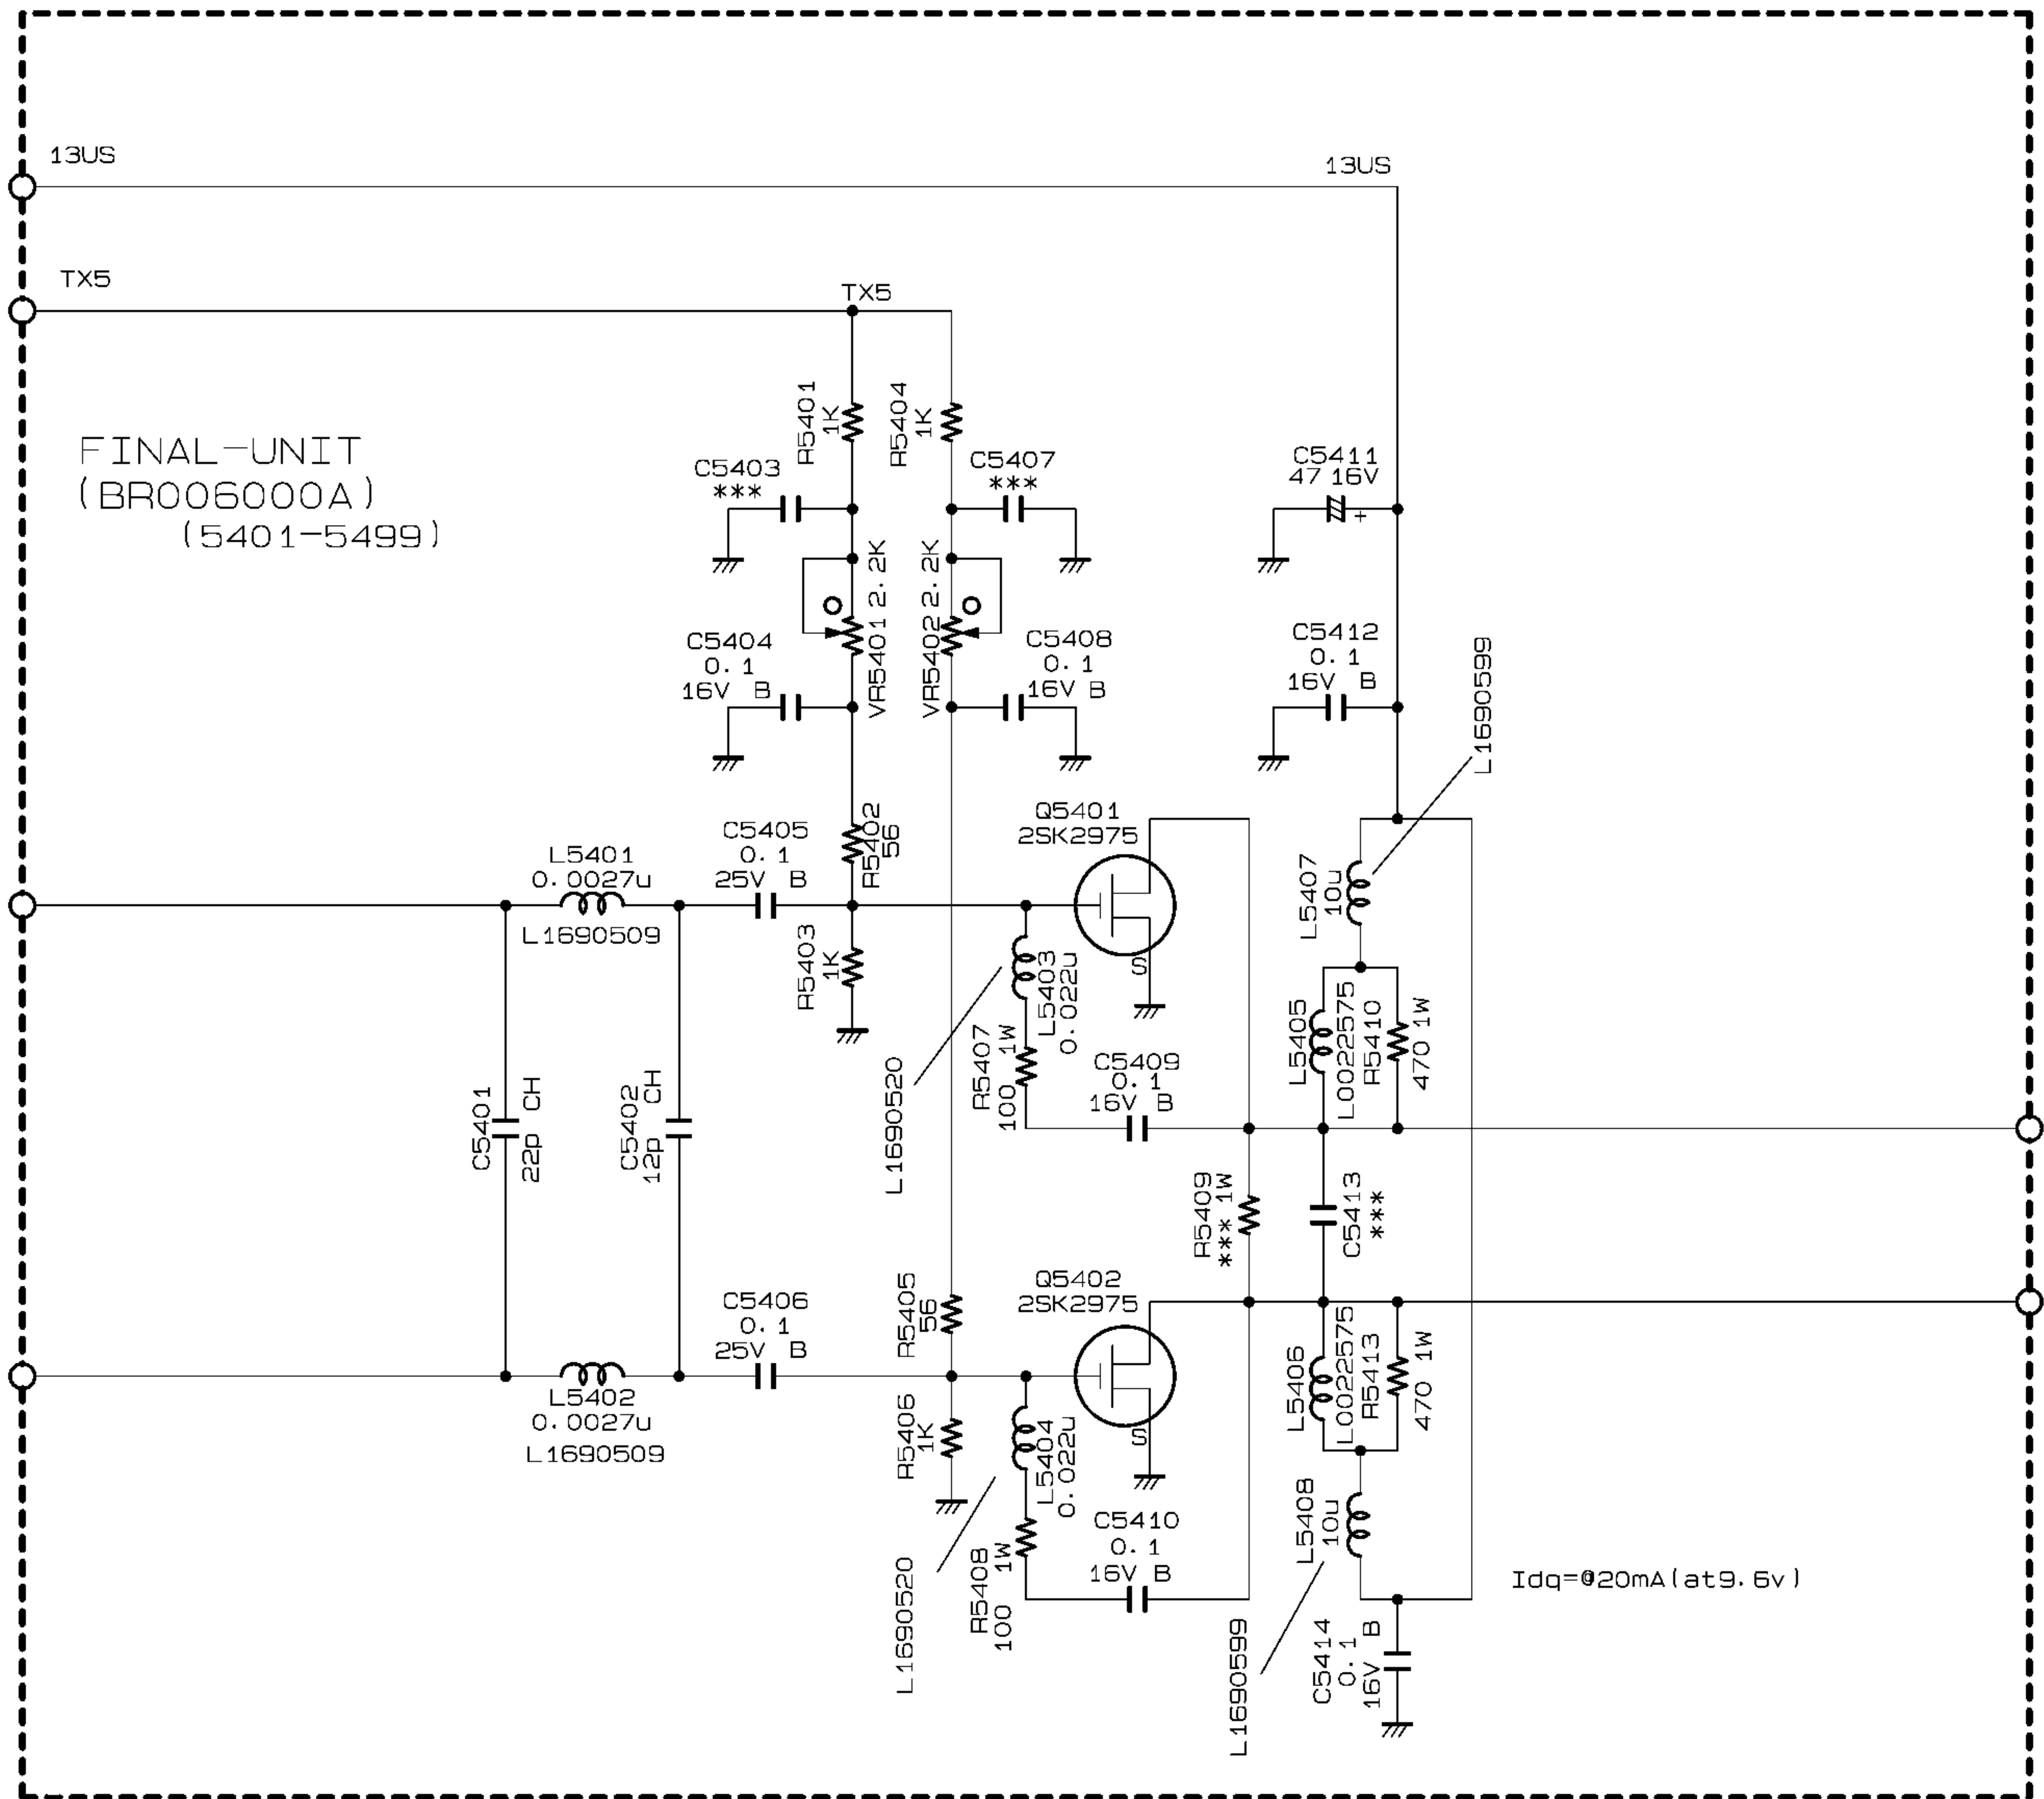 13US
13US
TX5
TX5
FINAL-UNIT
(BR006000A)
(5401-5499)
R5401
1K
R5404
1K
C5403
***
C5407
***
C5411
47 16V
+
VR5401 2.2K
VR5402 2.2K
C5404
0.1
16V B
C5408
0.1
16V B
C5412
0.1
16V B
L1690599
R5402
56
Q5401
2SK2975
C5405
0.1
25V B
L5401
0.0027u
L1690509
L5407
10u
R5403
1K
S
L5403
0.022u
L1690520
R5407
100 1W
C5409
0.1
16V B
L5405
L0022575
R5410
470 1W
C5401
22p CH
C5402
12p CH
R5409
*** 1W
C5413
***
R5405
56
Q5402
2SK2975
C5406
0.1
25V B
L5402
0.0027u
L1690509
R5406
1K
S
L5404
0.022u
L1690520
R5408
100 1W
C5410
0.1
16V B
L5406
L0022575
R5413
470 1W
L5408
10u
L1690599
C5414
0.1
16V B
Idq=@20mA(at9.6v)